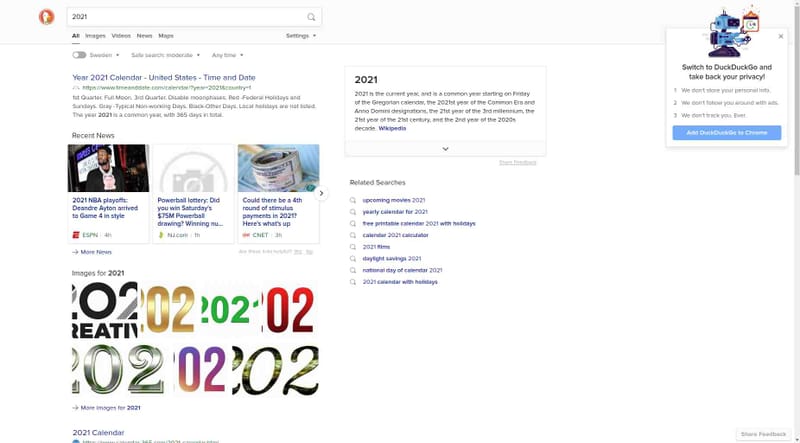 2021
All Images Videos News Maps Settings
Sweden Safe search: moderate Any time
Year 2021 Calendar - United States - Time and Date
https://www.timeanddate.com/calendar/?year=2021&country=1
1st Quarter. Full Moon. 3rd Quarter. Disable moonphases. Red -Federal Holidays and
Sundays. Gray -Typical Non-working Days. Black-Other Days. Local holidays are not listed.
The year 2021 is a common year, with 365 days in total.
Recent News
2021 NBA playoffs:
Deandre Ayton arrived
to Game 4 in style
ESPN 4h
Powerball lottery: Did
you win Saturday's
$75M Powerball
drawing? Winning nu...
NJ.com 1h
Could there be a 4th
round of stimulus
payments in 2021?
Here's what's up
CNET 3h
More News
Are these links helpful? Yes No
Images for 2021
202
REATIV
202
2021
202
202
202
202
202
More Images for 2021
2021 Calendar
2021
2021 is the current year, and is a common year starting on Friday
of the Gregorian calendar, the 2021st year of the Common Era and
Anno Domini designations, the 21st year of the 3rd millennium, the
21st year of the 21st century, and the 2nd year of the 2020s
decade. Wikipedia
Share Feedback
Related Searches
upcoming movies 2021
yearly calendar for 2021
free printable calendar 2021 with holidays
calendar 2021 calculator
2021 films
daylight savings 2021
national day of calendar 2021
2021 calendar with holidays
Switch to DuckDuckGo and
take back your privacy!
1 We don't store your personal info.
2 We don't follow you around with ads.
3 We don't track you. Ever.
Add DuckDuckGo to Chrome
Share Feedback